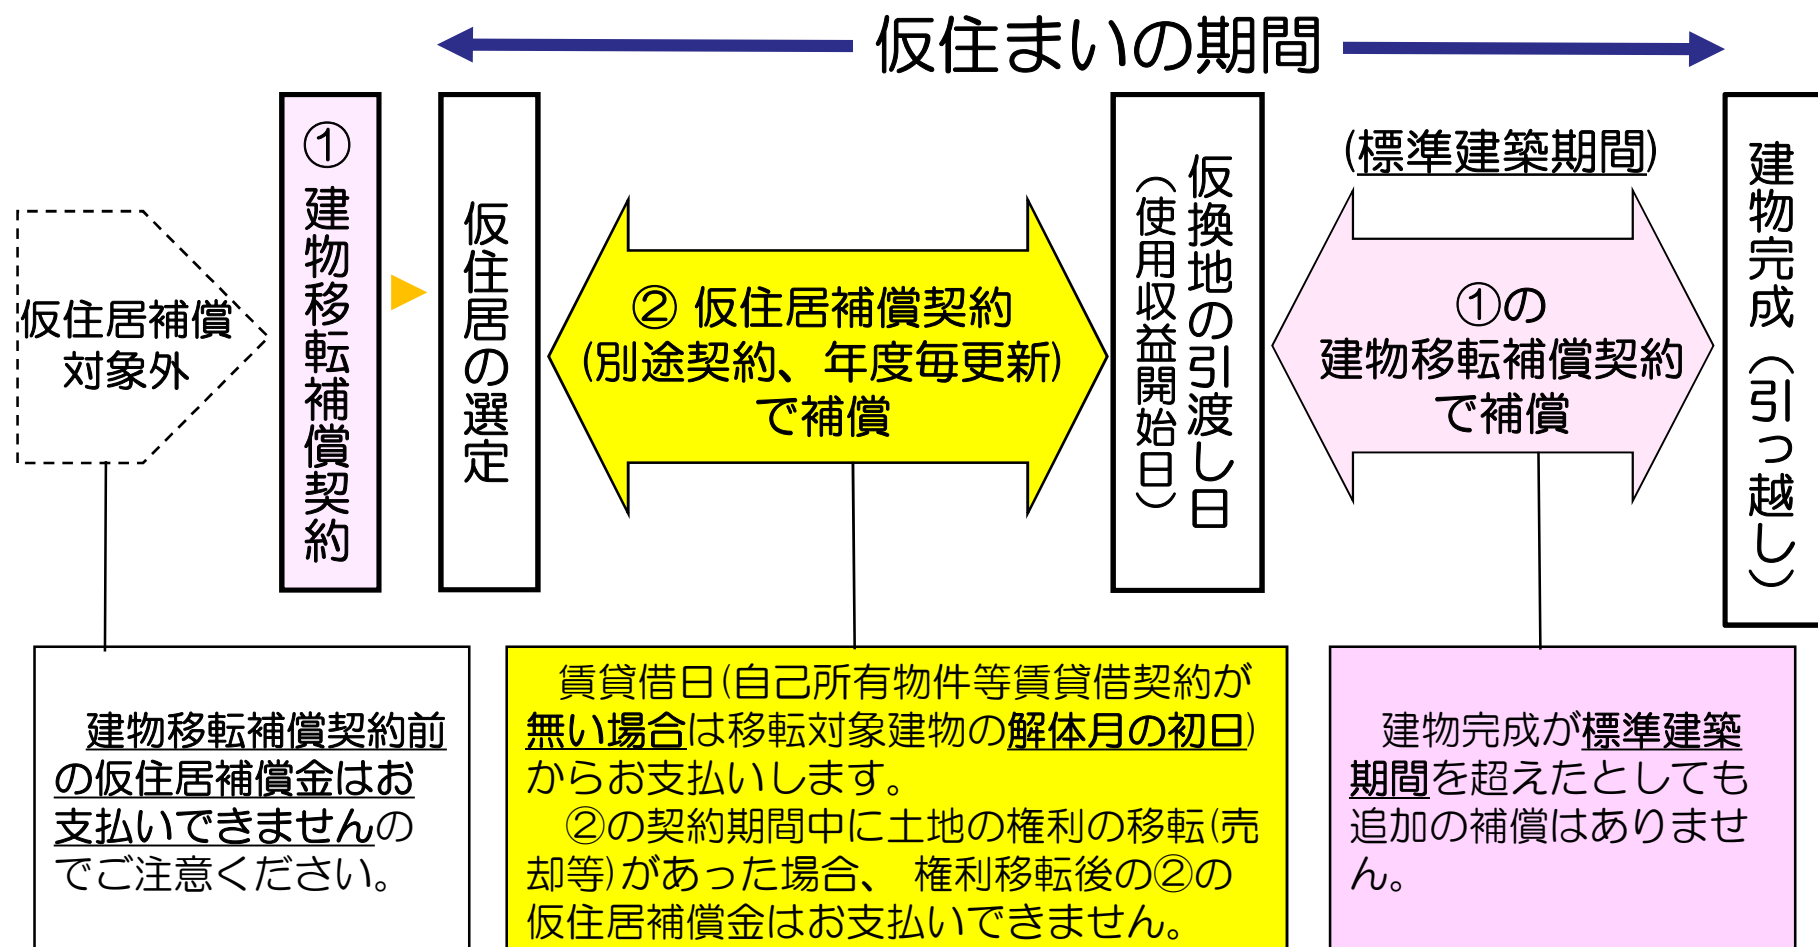 仮住まいの期間
仮住居補償
対象外
①建物移転補償契約
仮住居の選定
② 仮住居補償契約
(別途契約、年度毎更新)
で補償
仮換地の引渡し日
（使用収益開始日）
(標準建築期間)
①の
建物移転補償契約
で補償
建物完成（引っ越し）
建物移転補償契約前
の仮住居補償金はお
支払いできませんの
でご注意ください。
賃貸借日(自己所有物件等賃貸借契約が
無い場合は移転対象建物の解体月の初日)
からお支払いします。
②の契約期間中に土地の権利の移転(売
却等)があった場合、 権利移転後の②の
仮住居補償金はお支払いできません。
建物完成が標準建築
期間を超えたとしても
追加の補償はありませ
ん。